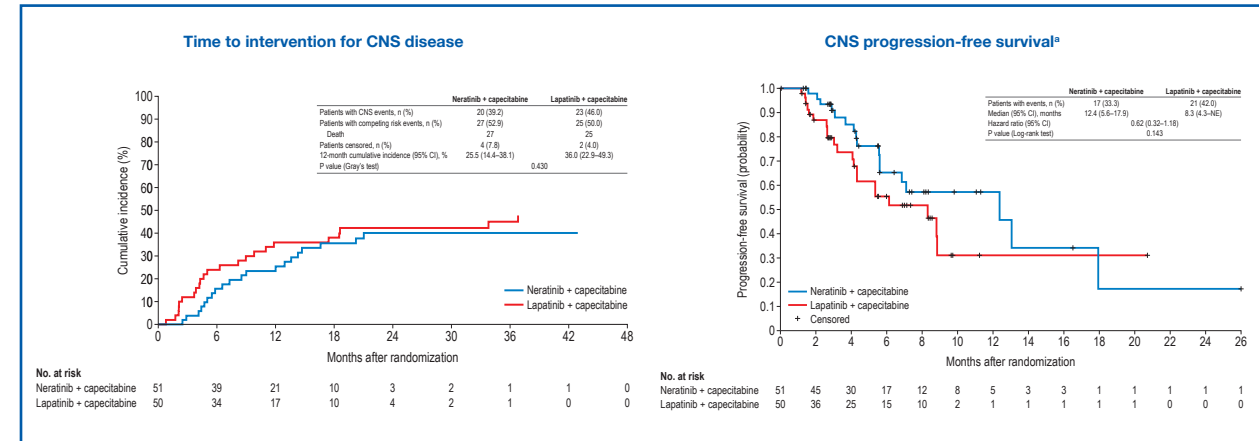 Time to intervention for CNS disease
Neratinib + capecitabine Lapatinib + capecitabine
Patients with CNS events, n (%) 20 (39.2) 23 (46.0)
Patients with competing risk events, n (%) 27 (52.9) 25 (50.0)
Death 27 25
Patients censored, n (%) 4 (7.8) 2 (4.0)
12-month cumulative incidence (95% CI), % 25.5 (14.4–38.1) 36.0 (22.9–49.3)
P value (Gray's test) 0.430
Cumulative incidence (%)
100
90
80
70
60
50
40
30
20
10
0
Neratinib + capecitabine
Lapatinib + capecitabine
0 6 12 18 24 30 36 42 48
Months after randomization
No. at risk
Neratinib + capecitabine 51 39 21 10 3 2 1 1 0
Lapatinib + capecitabine 50 34 17 10 4 2 1 0 0
CNS progression-free survivalᵃ
Neratinib + capecitabine Lapatinib + capecitabine
Patients with events, n (%) 17 (33.3) 21 (42.0)
Median (95% CI), months 12.4 (5.6–17.9) 8.3 (4.3–NE)
Hazard ratio (95% CI) 0.62 (0.32–1.18)
P value (Log-rank test) 0.143
Progression-free survival (probability)
1.0
0.9
0.8
0.7
0.6
0.5
0.4
0.3
0.2
0.1
0
Neratinib + capecitabine
Lapatinib + capecitabine
+ Censored
0 2 4 6 8 10 12 14 16 18 20 22 24 26
Months after randomization
No. at risk
Neratinib + capecitabine 51 45 30 17 12 8 5 3 3 1 1 1 1 1
Lapatinib + capecitabine 50 36 25 15 10 2 1 1 1 1 1 0 0 0